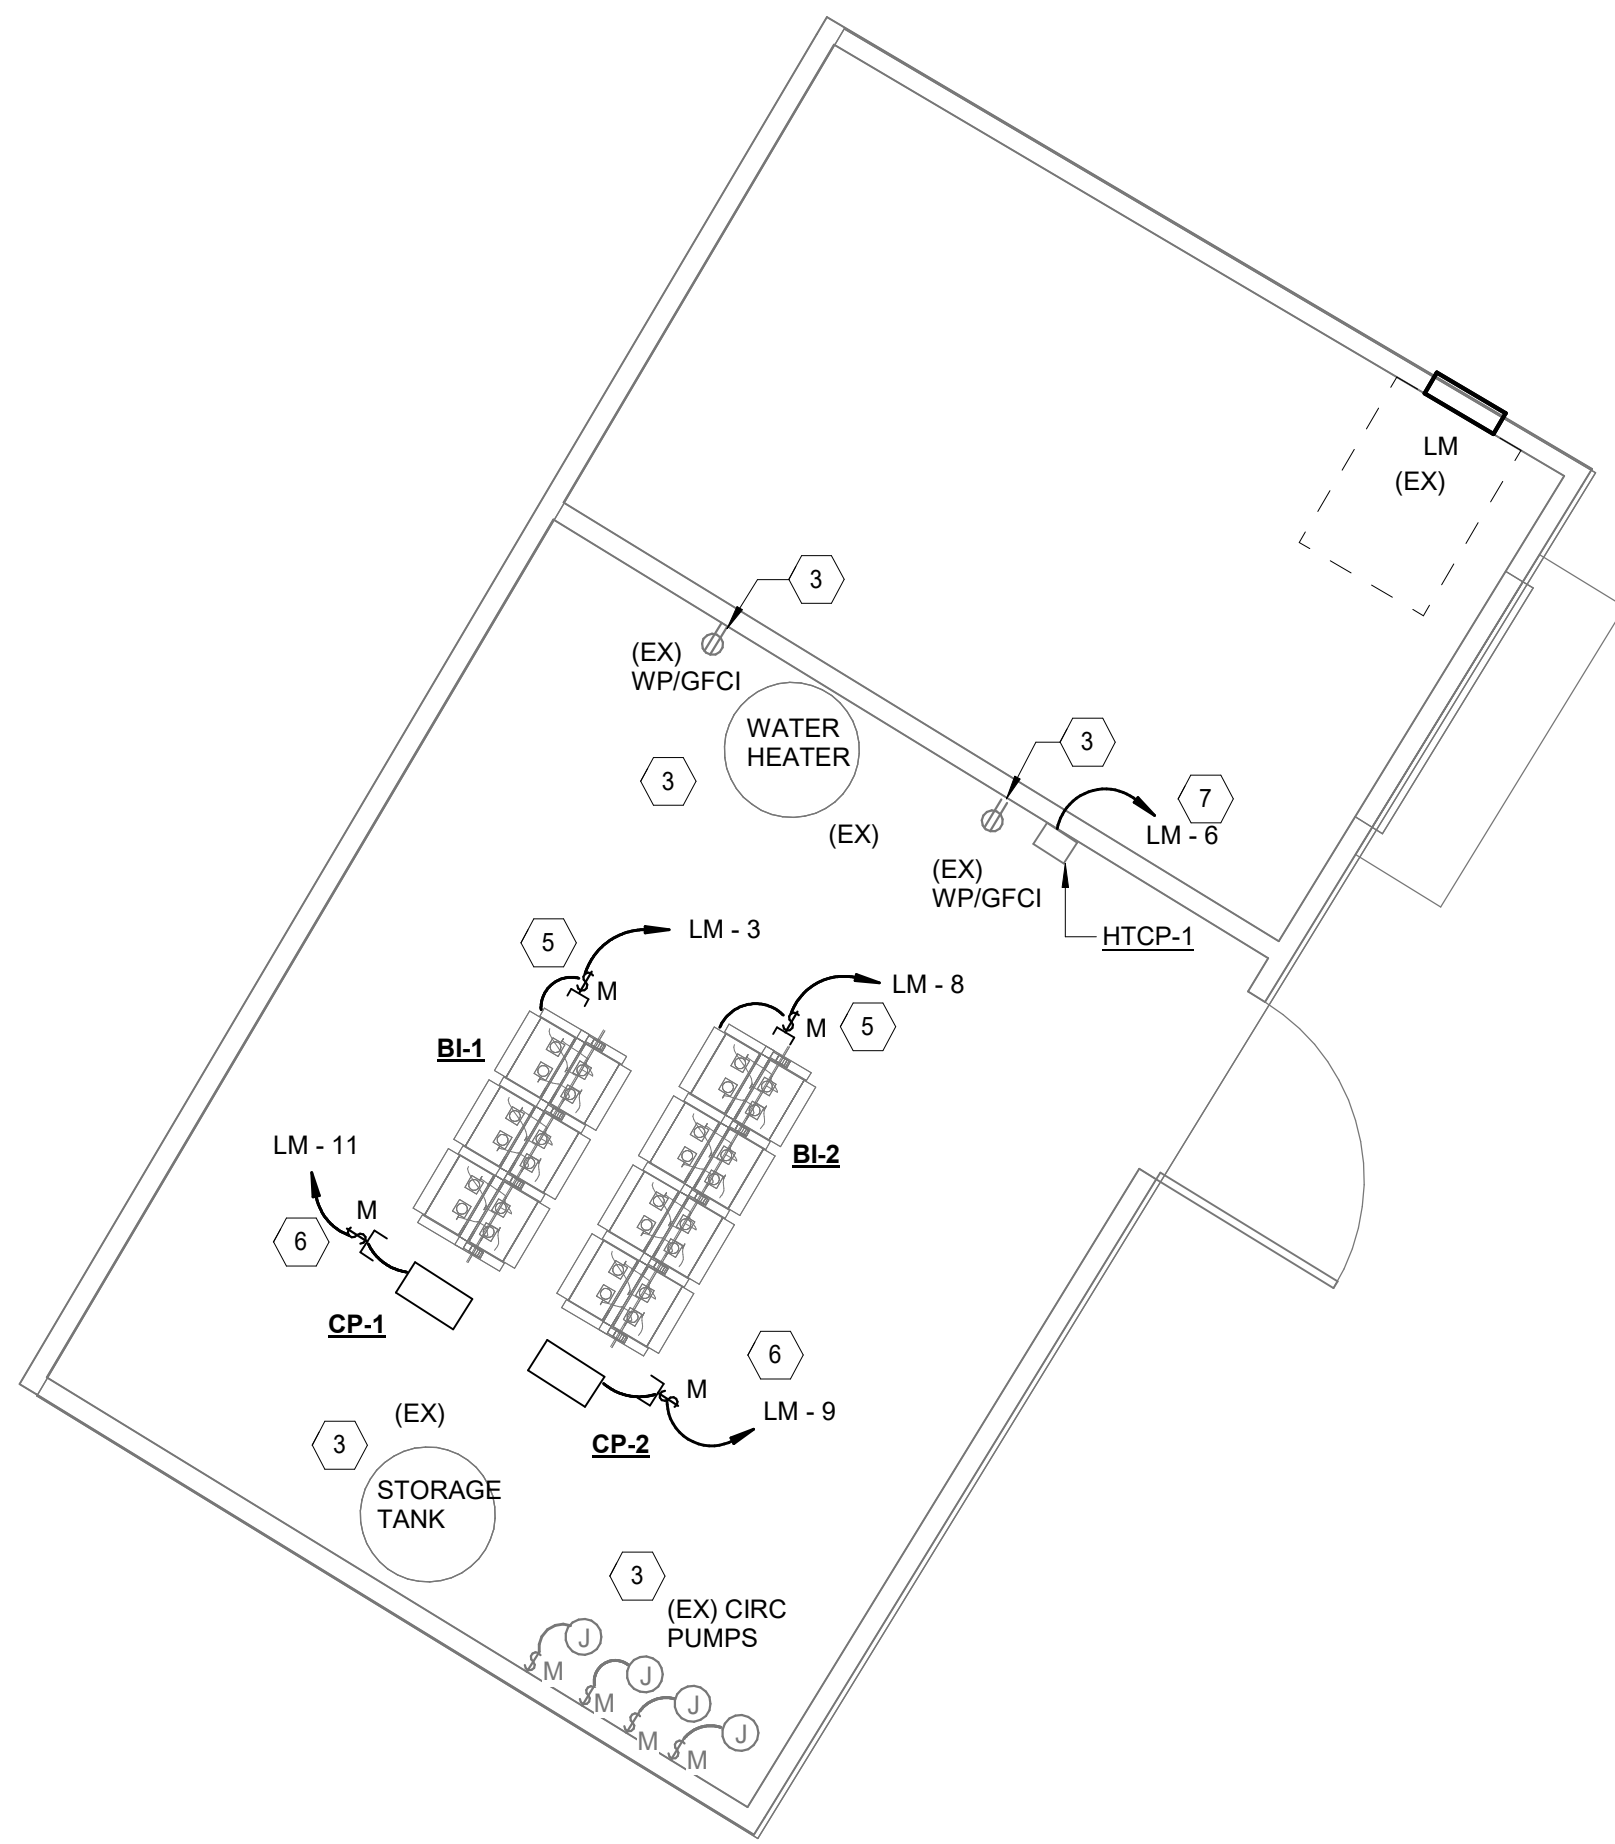 LM
(EX)
3
(EX)
WP/GFCI
WATER
HEATER
3
3
7
LM - 6
(EX)
(EX)
WP/GFCI
HTCP-1
5
LM - 3
M
LM - 8
M
5
BI-1
BI-2
LM - 11
M
6
CP-1
6
M
LM - 9
CP-2
(EX)
3
STORAGE
TANK
3
(EX) CIRC
PUMPS
J
M
J
M
J
M
J
M